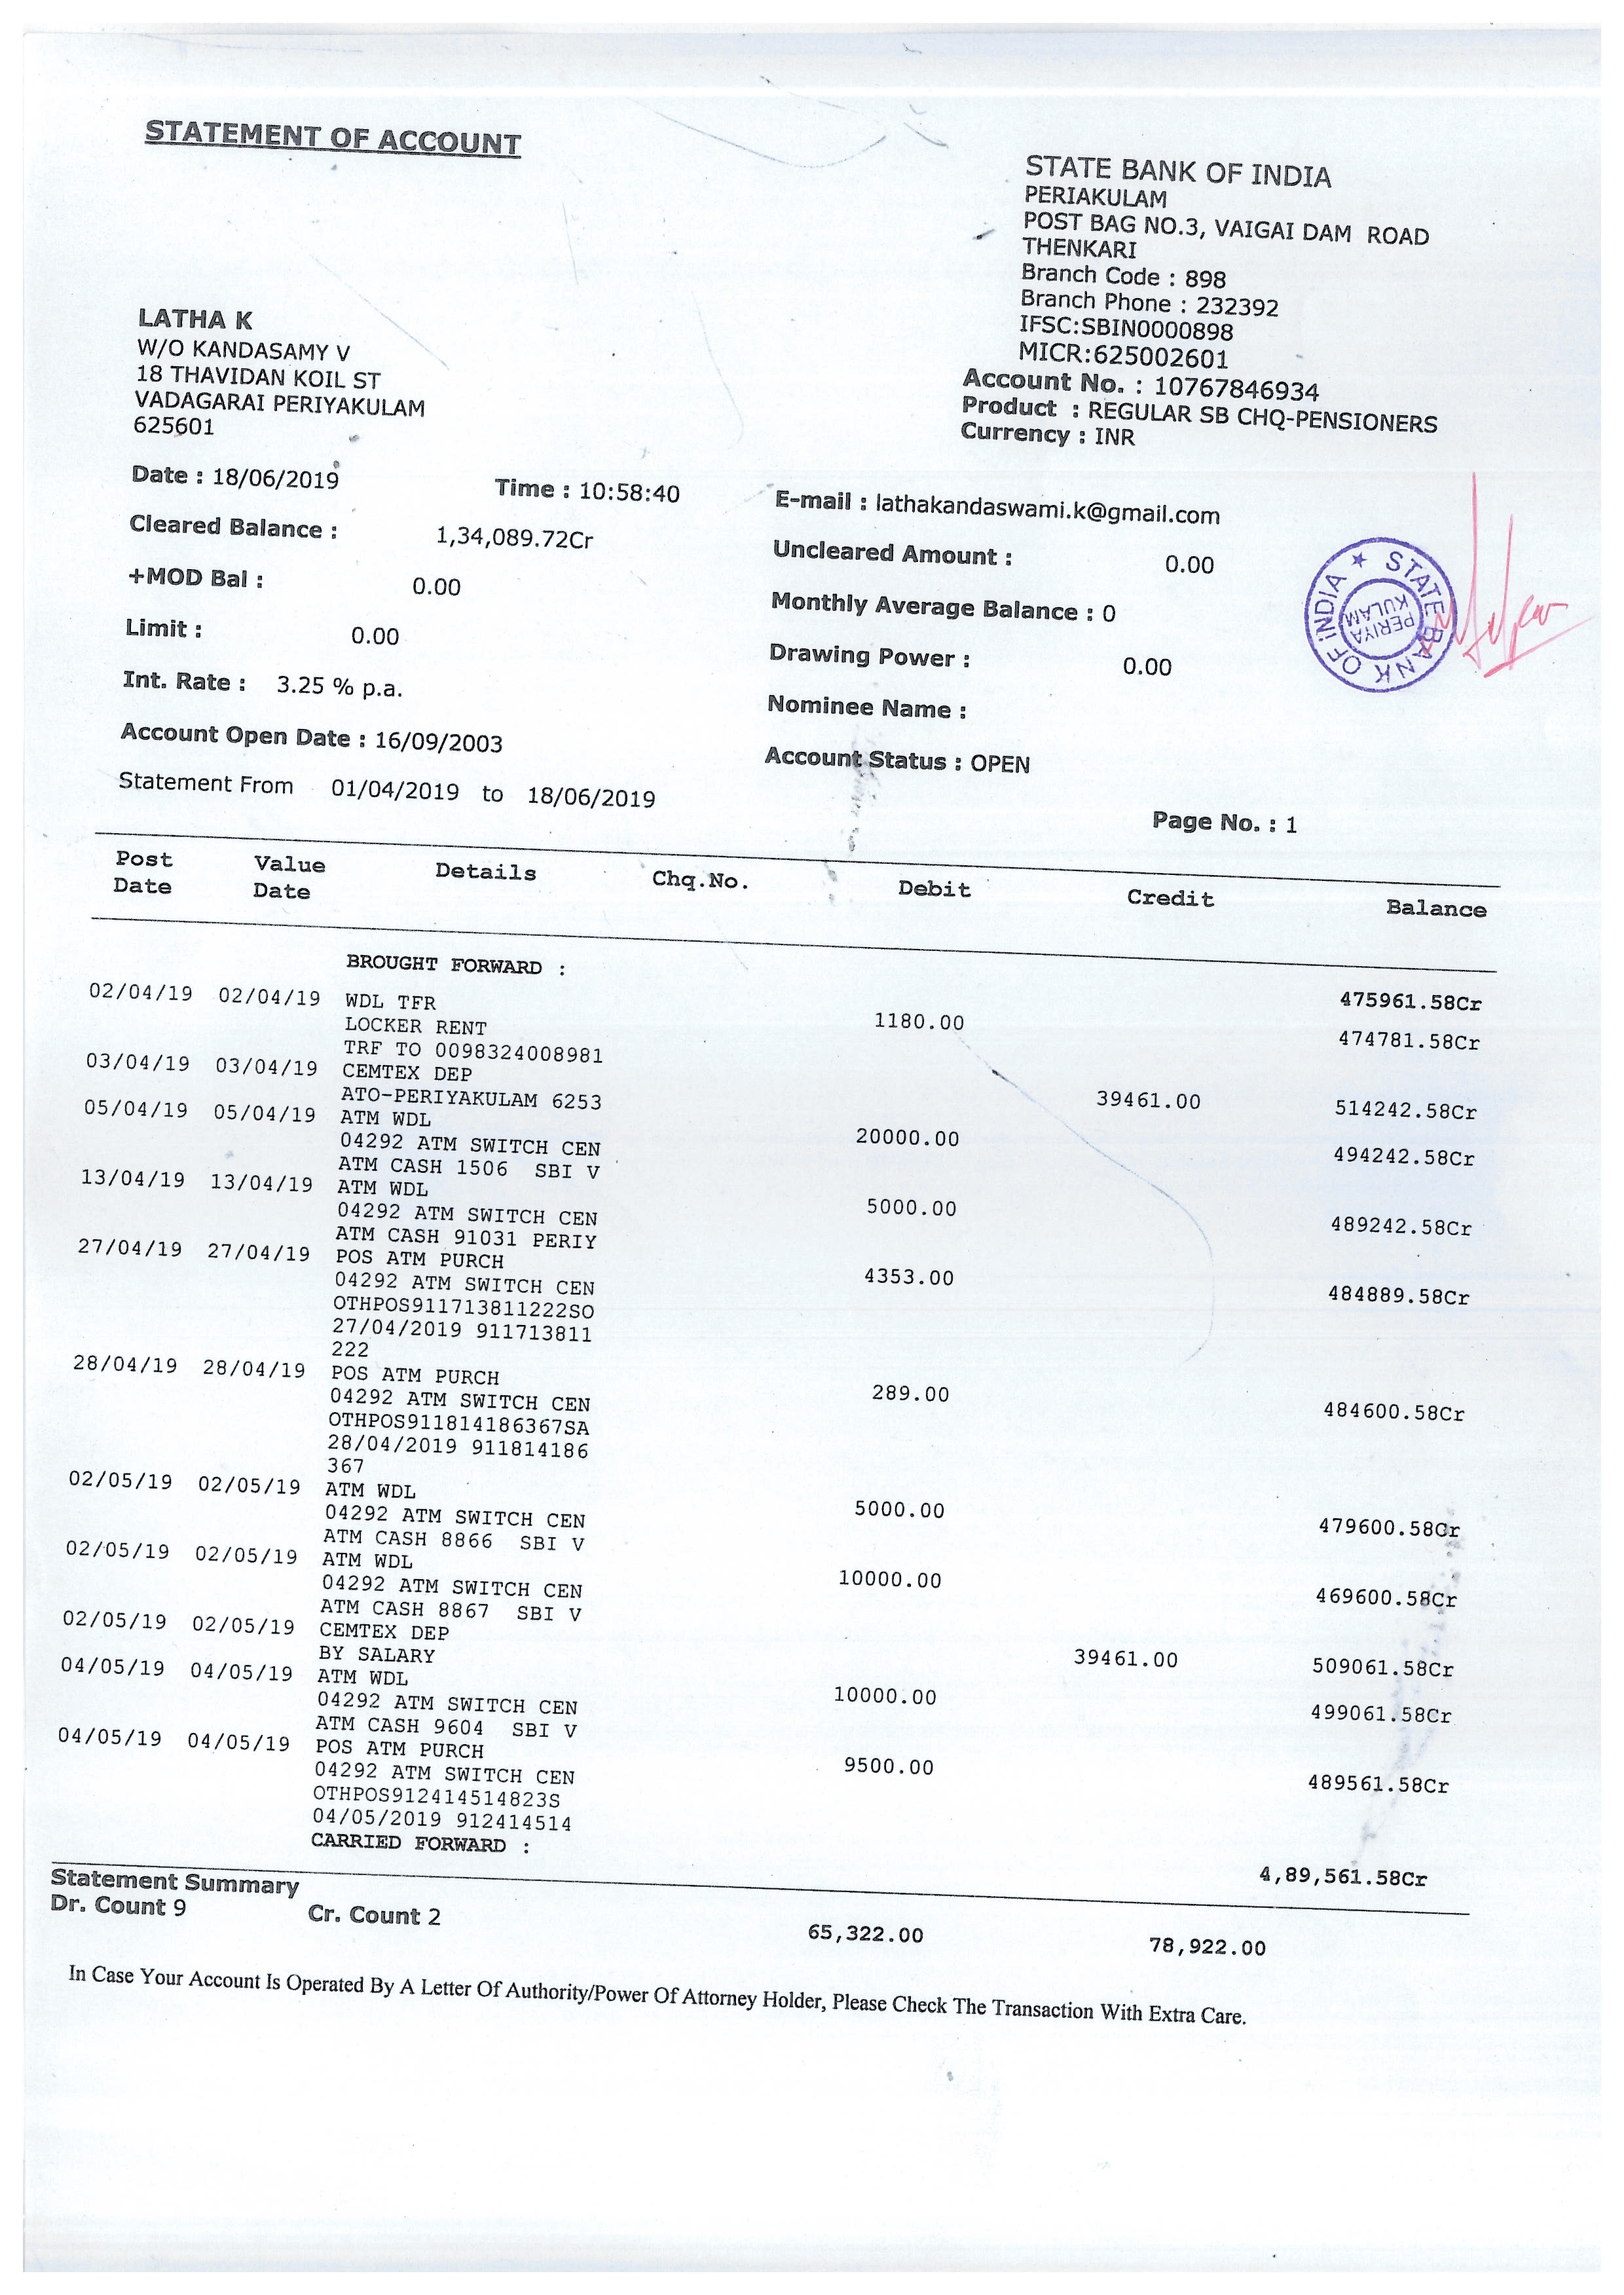 STATEMENT OF ACCOUNT
STATE BANK OF INDIA
PERIAKULAM
POST BAG NO.3, VAIGAI DAM ROAD
THENKARI
Branch Code : 898
Branch Phone : 232392
IFSC:SBIN0000898
MICR:625002601
Account No. : 10767846934
Product : REGULAR SB CHQ-PENSIONERS
Currency : INR
LATHA K
W/O KANDASAMY V
18 THAVIDAN KOIL ST
VADAGARAI PERIYAKULAM
625601
Date : 18/06/2019 Time : 10:58:40 E-mail : lathakandaswami.k@gmail.com
Cleared Balance : 1,34,089.72Cr Uncleared Amount : 0.00
+MOD Bal : 0.00 Monthly Average Balance : 0
Limit : 0.00 Drawing Power : 0.00
Int. Rate : 3.25 % p.a. Nominee Name :
Account Open Date : 16/09/2003 Account Status : OPEN
Statement From 01/04/2019 to 18/06/2019 Page No. : 1
STATE BANK OF INDIA
PERIYA
KULAM
Post Value Details Chq.No. Debit Credit Balance
Date Date
BROUGHT FORWARD : 475961.58Cr
02/04/19 02/04/19 WDL TFR 1180.00 474781.58Cr
LOCKER RENT
TRF TO 0098324008981
03/04/19 03/04/19 CEMTEX DEP 39461.00 514242.58Cr
ATO-PERIYAKULAM 6253
05/04/19 05/04/19 ATM WDL 20000.00 494242.58Cr
04292 ATM SWITCH CEN
ATM CASH 1506 SBI V
13/04/19 13/04/19 ATM WDL 5000.00 489242.58Cr
04292 ATM SWITCH CEN
ATM CASH 91031 PERIY
27/04/19 27/04/19 POS ATM PURCH 4353.00 484889.58Cr
04292 ATM SWITCH CEN
OTHPOS911713811222SO
27/04/2019 911713811
222
28/04/19 28/04/19 POS ATM PURCH 289.00 484600.58Cr
04292 ATM SWITCH CEN
OTHPOS911814186367SA
28/04/2019 911814186
367
02/05/19 02/05/19 ATM WDL 5000.00 479600.58Cr
04292 ATM SWITCH CEN
ATM CASH 8866 SBI V
02/05/19 02/05/19 ATM WDL 10000.00 469600.58Cr
04292 ATM SWITCH CEN
ATM CASH 8867 SBI V
02/05/19 02/05/19 CEMTEX DEP 39461.00 509061.58Cr
BY SALARY
04/05/19 04/05/19 ATM WDL 10000.00 499061.58Cr
04292 ATM SWITCH CEN
ATM CASH 9604 SBI V
04/05/19 04/05/19 POS ATM PURCH 9500.00 489561.58Cr
04292 ATM SWITCH CEN
OTHPOS912414514823S
04/05/2019 912414514
CARRIED FORWARD : 4,89,561.58Cr
Statement Summary
Dr. Count 9 Cr. Count 2 65,322.00 78,922.00
In Case Your Account Is Operated By A Letter Of Authority/Power Of Attorney Holder, Please Check The Transaction With Extra Care.